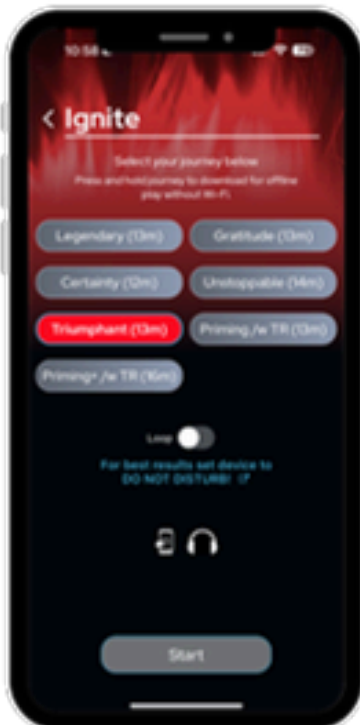 10:58
< Ignite
Select your journey below
Press and hold journey to download for offline
play without Wi-Fi.
Legendary (13m)
Gratitude (13m)
Certainty (12m)
Unstoppable (14m)
Triumphant (13m)
Priming /w TR (13m)
Priming+ /w TR (16m)
Loop
For best results set device to
DO NOT DISTURB!
Start